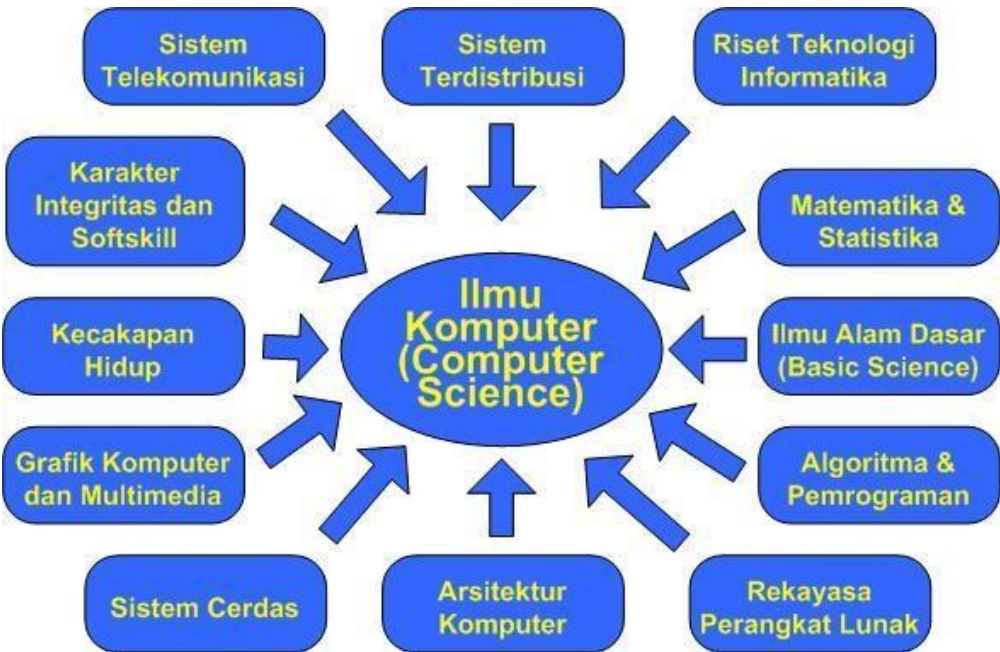 Sistem
Telekomunikasi
Sistem
Terdistribusi
Riset Teknologi
Informatika
Karakter
Integritas dan
Softskill
Matematika &
Statistika
Ilmu
Komputer
(Computer
Science)
Kecakapan
Hidup
Ilmu Alam Dasar
(Basic Science)
Grafik Komputer
dan Multimedia
Algoritma &
Pemrograman
Sistem Cerdas
Arsitektur
Komputer
Rekayasa
Perangkat Lunak